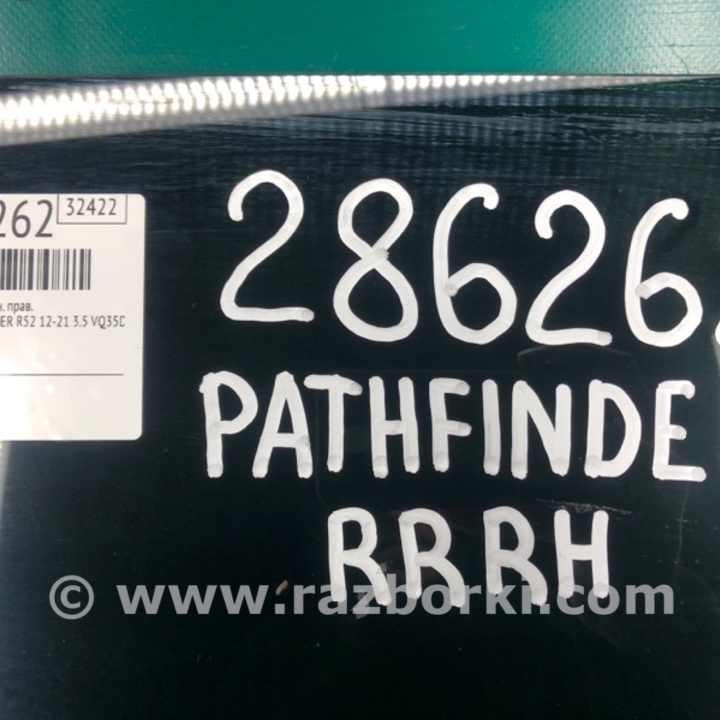 262 32422
н. прав.
ER R52 12-21 3.5 VQ35D
28626
PATHFINDE
RRRH
© www.razborki.com